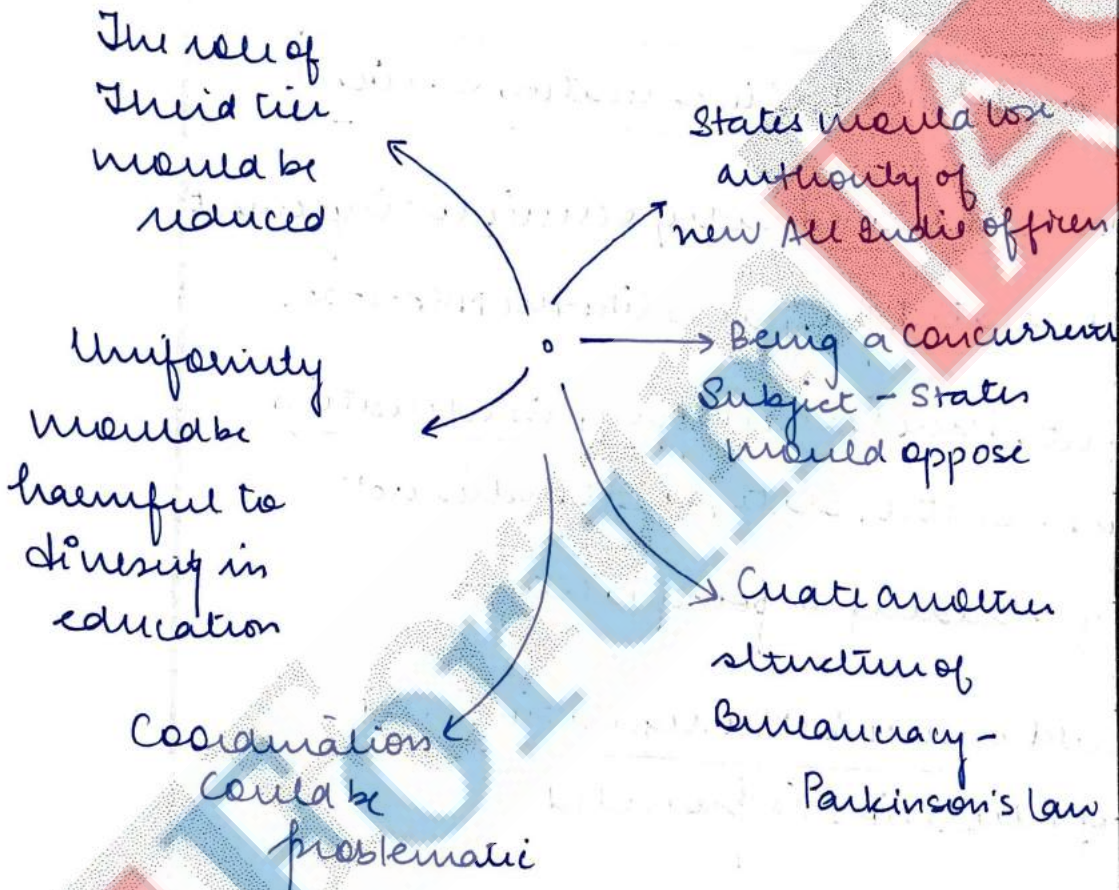 The role of
Third tier
would be
reduced
States would lose
authority of
new All India officers
Being a concurrent
Subject - States
would oppose
Uniformity
would be
harmful to
diversity in
education
Create another
structure of
Bureaucracy -
Parkinson's law
Coordination
could be
problematic
Forum IAS